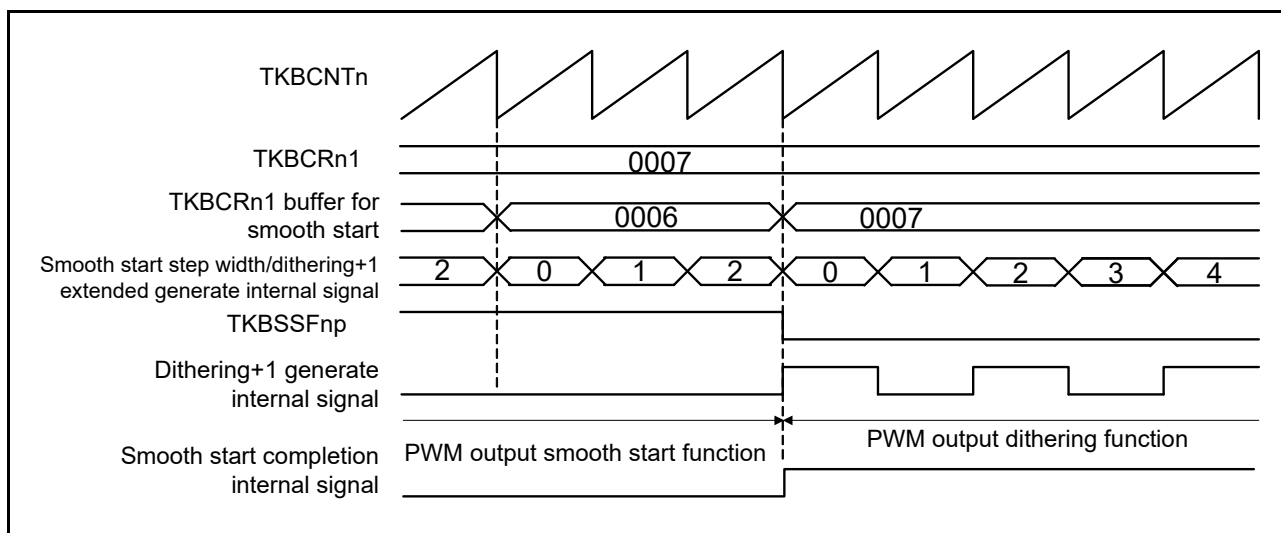 TKBCNTn
TKBCRn1
0007
TKBCRn1 buffer for
smooth start
0006
0007
Smooth start step width/dithering+1
extended generate internal signal
2 0 1 2 0 1 2 3 4
TKBSSFnp
Dithering+1 generate
internal signal
PWM output smooth start function
PWM output dithering function
Smooth start completion
internal signal